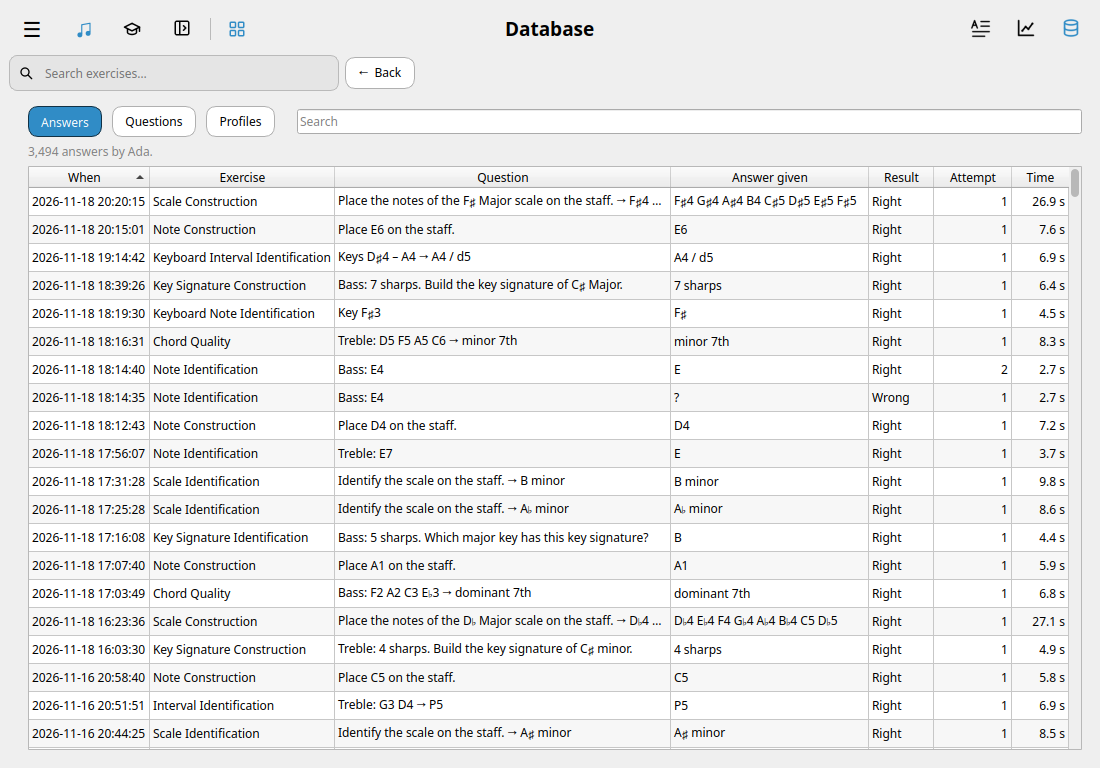 Database
Search exercises...
← Back
Answers Questions Profiles Search
3,494 answers by Ada.
When Exercise Question Answer given Result Attempt Time
2026-11-18 20:20:15 Scale Construction Place the notes of the F♯ Major scale on the staff. → F♯4 ... F♯4 G♯4 A♯4 B4 C♯5 D♯5 E♯5 F♯5 Right 1 26.9 s
2026-11-18 20:15:01 Note Construction Place E6 on the staff. E6 Right 1 7.6 s
2026-11-18 19:14:42 Keyboard Interval Identification Keys D♯4 – A4 → A4 / d5 A4 / d5 Right 1 6.9 s
2026-11-18 18:39:26 Key Signature Construction Bass: 7 sharps. Build the key signature of C♯ Major. 7 sharps Right 1 6.4 s
2026-11-18 18:19:30 Keyboard Note Identification Key F♯3 F♯ Right 1 4.5 s
2026-11-18 18:16:31 Chord Quality Treble: D5 F5 A5 C6 → minor 7th minor 7th Right 1 8.3 s
2026-11-18 18:14:40 Note Identification Bass: E4 E Right 2 2.7 s
2026-11-18 18:14:35 Note Identification Bass: E4 ? Wrong 1 2.7 s
2026-11-18 18:12:43 Note Construction Place D4 on the staff. D4 Right 1 7.2 s
2026-11-18 17:56:07 Note Identification Treble: E7 E Right 1 3.7 s
2026-11-18 17:31:28 Scale Identification Identify the scale on the staff. → B minor B minor Right 1 9.8 s
2026-11-18 17:25:28 Scale Identification Identify the scale on the staff. → A♭ minor A♭ minor Right 1 8.6 s
2026-11-18 17:16:08 Key Signature Identification Bass: 5 sharps. Which major key has this key signature? B Right 1 4.4 s
2026-11-18 17:07:40 Note Construction Place A1 on the staff. A1 Right 1 5.9 s
2026-11-18 17:03:49 Chord Quality Bass: F2 A2 C3 E♭3 → dominant 7th dominant 7th Right 1 6.8 s
2026-11-18 16:23:36 Scale Construction Place the notes of the D♭ Major scale on the staff. → D♭4 ... D♭4 E♭4 F4 G♭4 A♭4 B♭4 C5 D♭5 Right 1 27.1 s
2026-11-18 16:03:30 Key Signature Construction Treble: 4 sharps. Build the key signature of C♯ minor. 4 sharps Right 1 4.9 s
2026-11-16 20:58:40 Note Construction Place C5 on the staff. C5 Right 1 5.8 s
2026-11-16 20:51:51 Interval Identification Treble: G3 D4 → P5 P5 Right 1 6.9 s
2026-11-16 20:44:25 Scale Identification Identify the scale on the staff. → A♯ minor A♯ minor Right 1 8.5 s